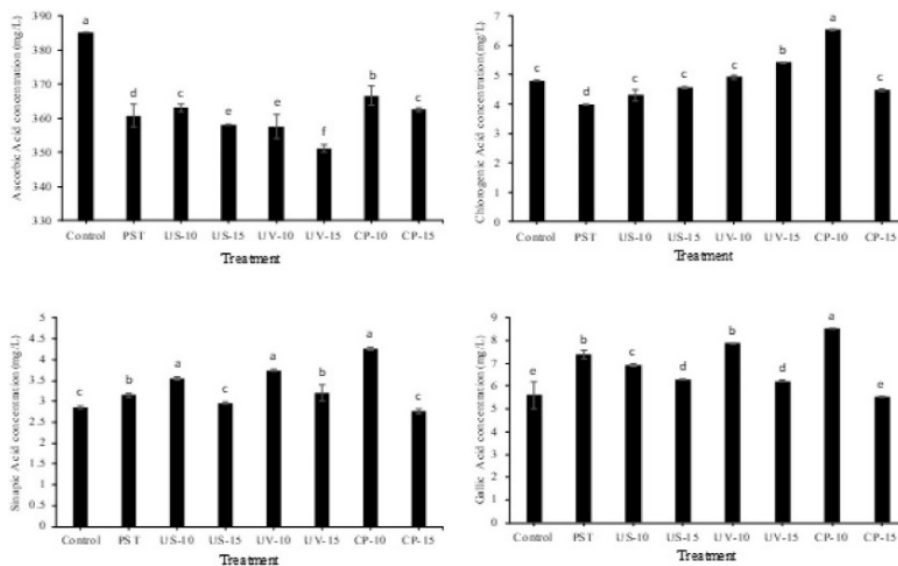 Ascorbic Acid concentration (mg/L)
390
380
370
360
350
340
330
a
d
c
e
e
f
b
c
Control PST US-10 US-15 UV-10 UV-15 CP-10 CP-15
Treatment
Chlorogenic Acid concentration (mg/L)
7
6
5
4
3
2
1
0
c
d
c
c
c
b
a
c
Control PST US-10 US-15 UV-10 UV-15 CP-10 CP-15
Treatment
Sinapic Acid concentration (mg/L)
5
4.5
4
3.5
3
2.5
2
1.5
1
0.5
0
c
b
a
c
a
b
a
c
Control PST US-10 US-15 UV-10 UV-15 CP-10 CP-15
Treatment
Gallic Acid concentration (mg/L)
9
8
7
6
5
4
3
2
1
0
e
b
c
d
b
d
a
e
Control PST US-10 US-15 UV-10 UV-15 CP-10 CP-15
Treatment